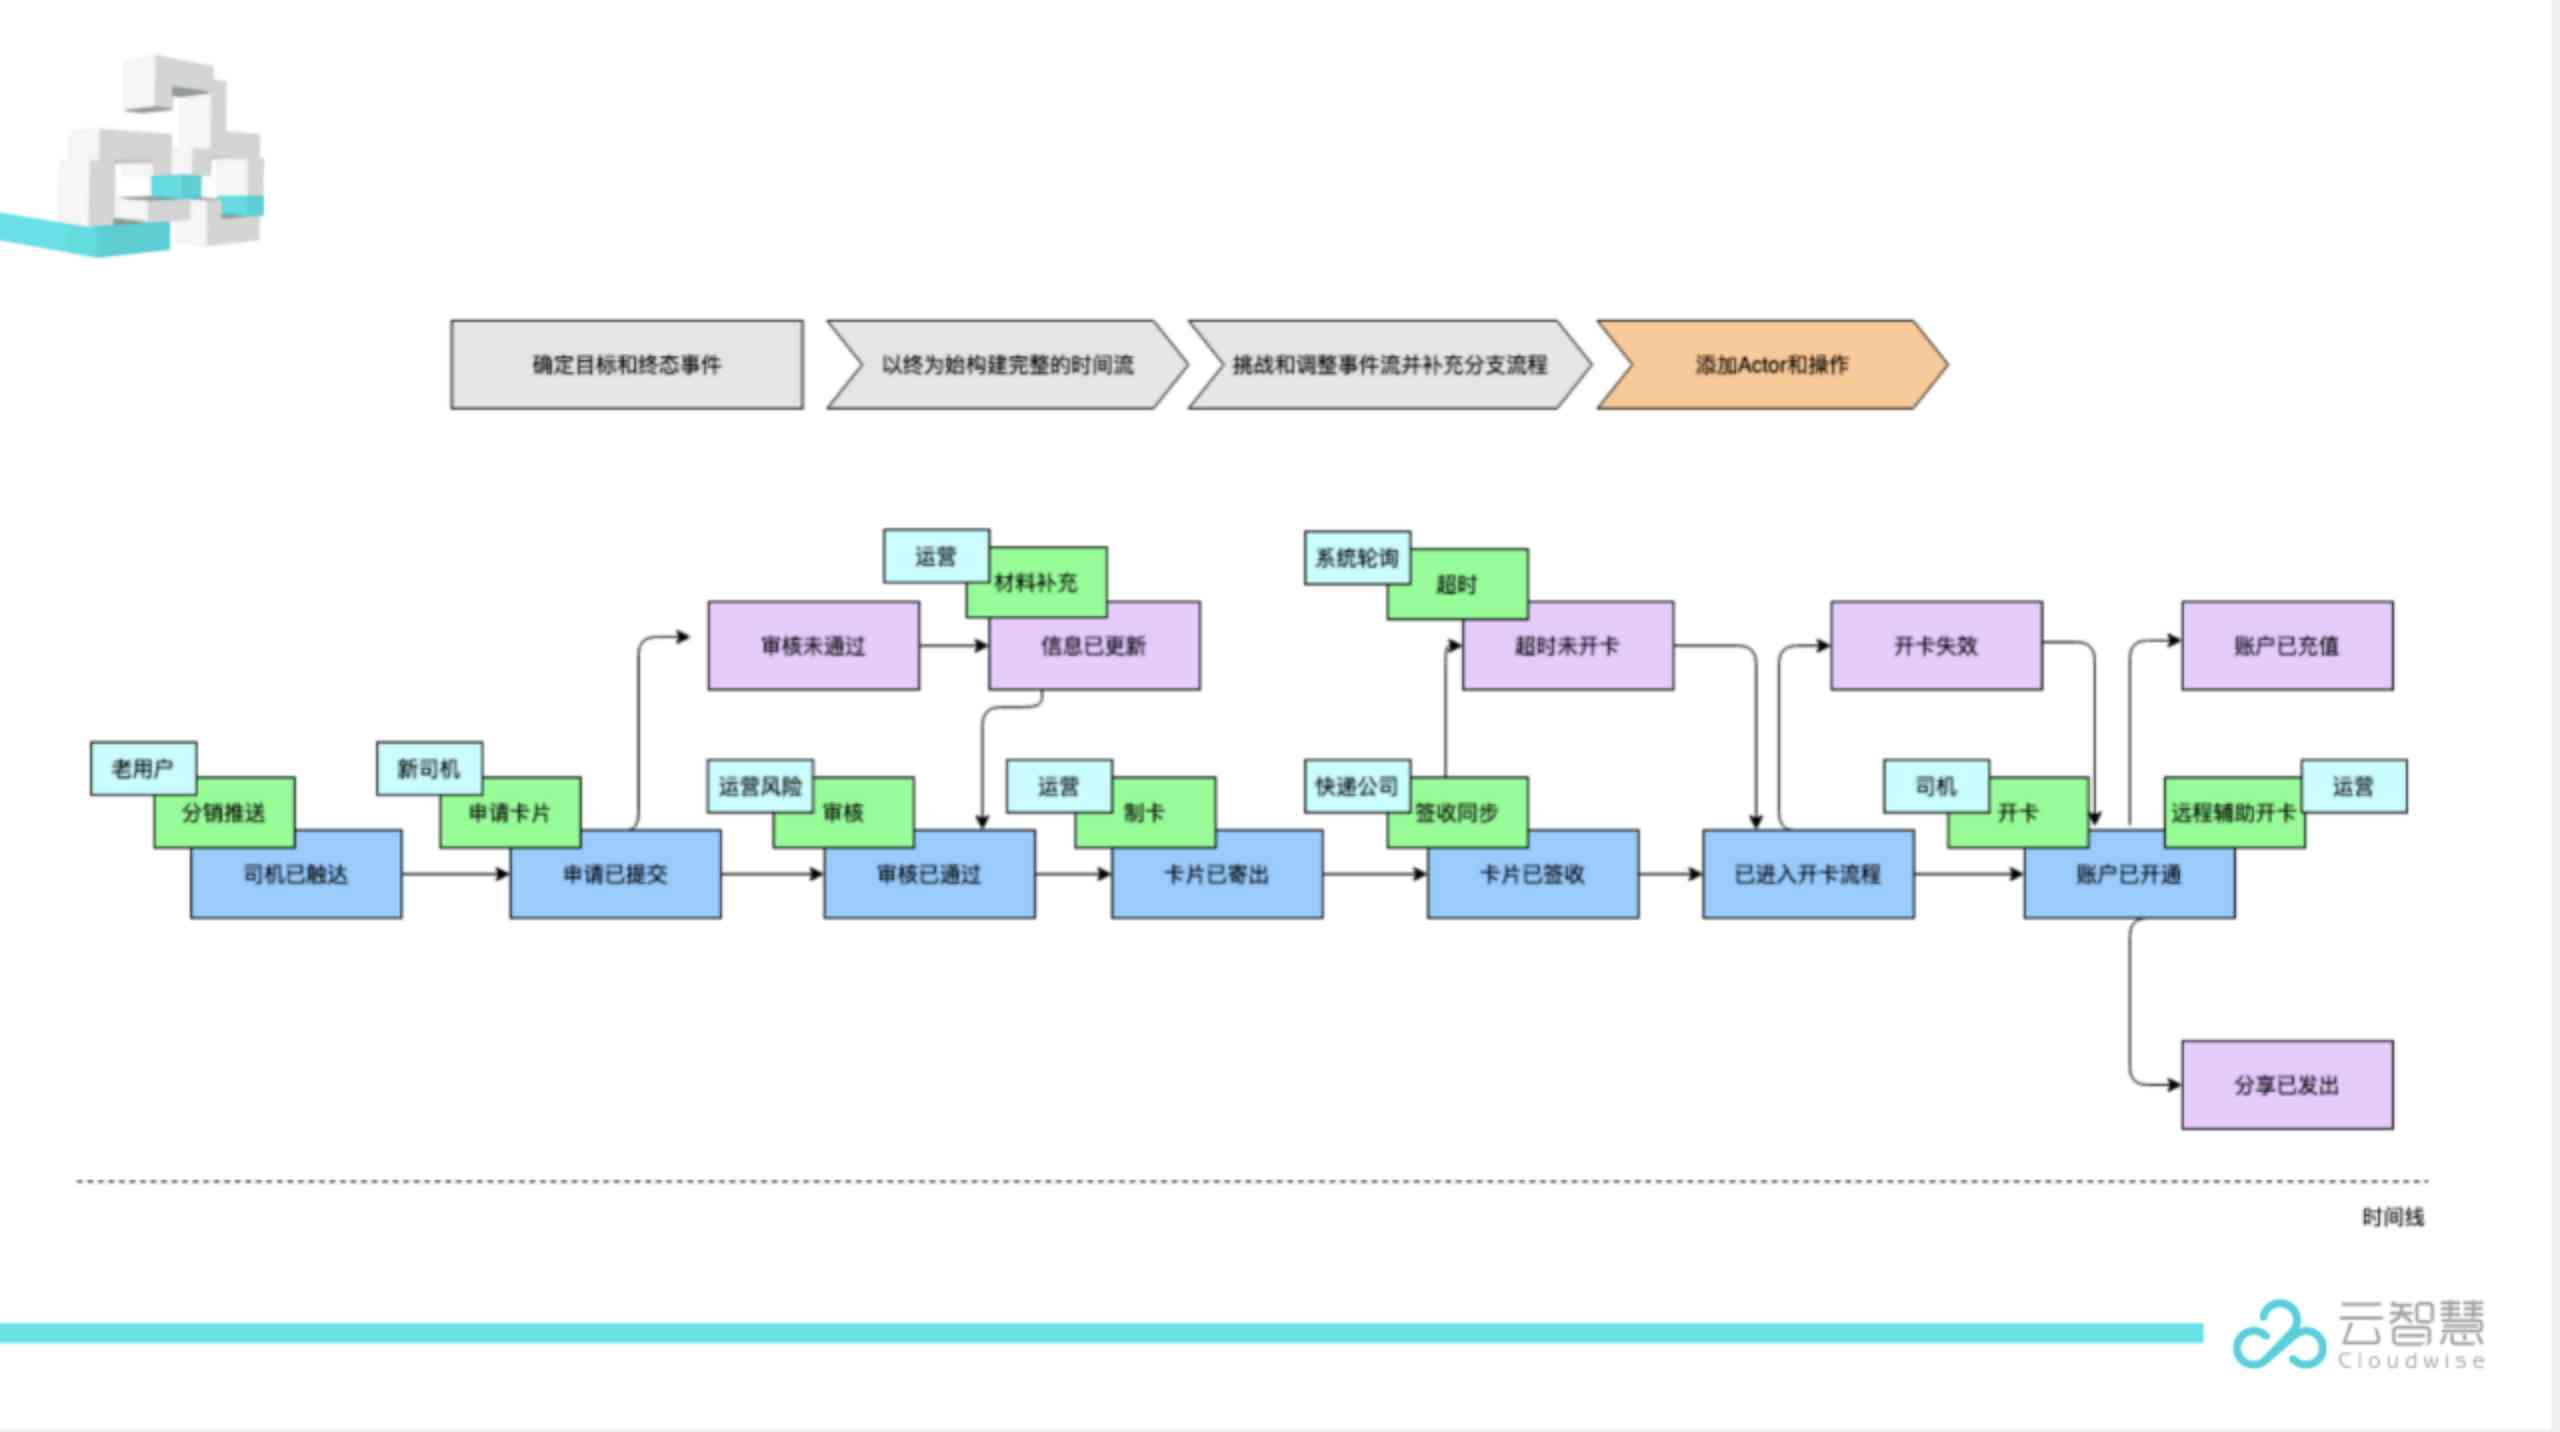 确定目标和终态事件
以终为始构建完整的时间流
挑战和调整事件流并补充分支流程
添加Actor和操作
运营
材料补充
系统轮询
超时
审核未通过
信息已更新
超时未开卡
开卡失效
账户已充值
老用户
分销推送
新司机
申请卡片
运营风险
审核
运营
制卡
快递公司
签收同步
司机
开卡
远程辅助开卡
运营
司机已触达
申请已提交
审核已通过
卡片已寄出
卡片已签收
已进入开卡流程
账户已开通
分享已发出
时间线
云智慧
Cloudwise